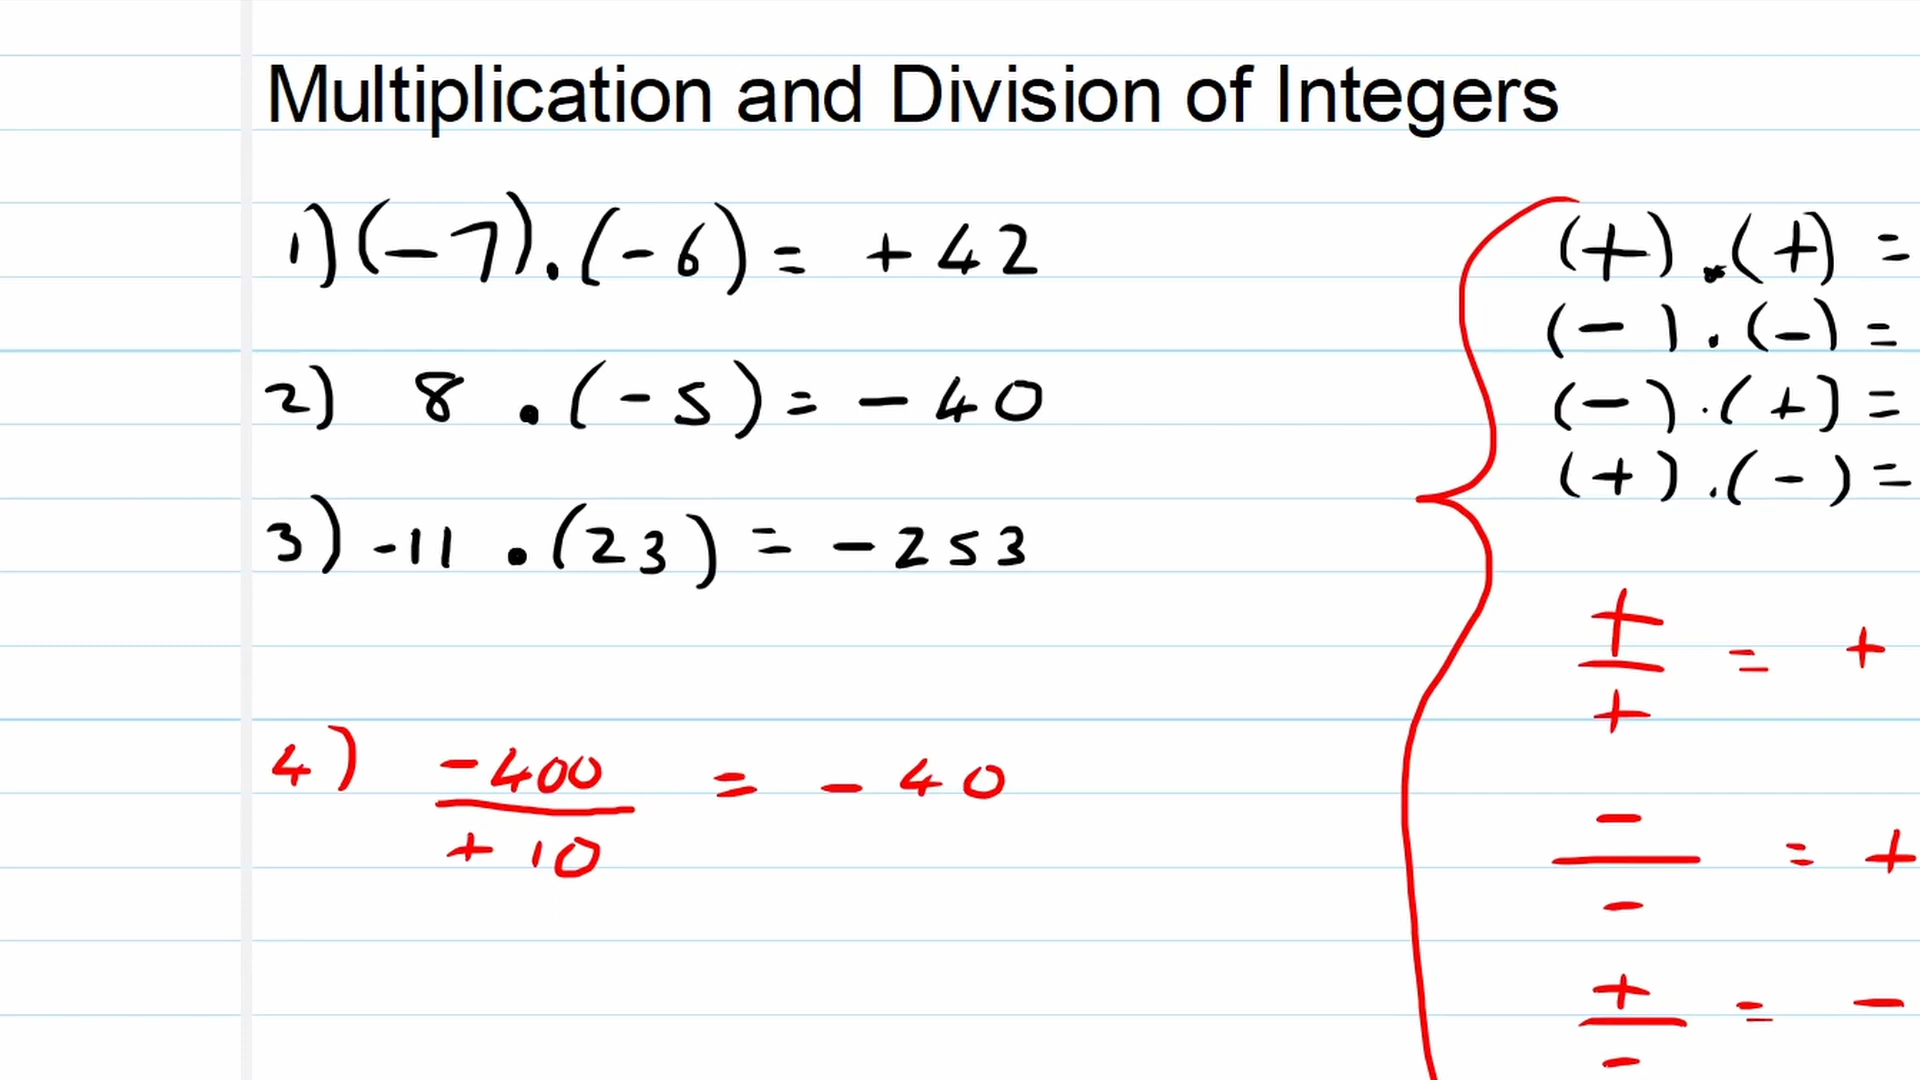 Multiplication and Division of Integers
1) (-7) . (-6) = +42
2) 8 . (-5) = -40
3) -11 . (23) = -253
4) -400 = -40
+10
(+) . (+) =
(-) . (-) =
(-) . (+) =
(+) . (-) =
+
= +
+
-
= +
-
+
= -
-